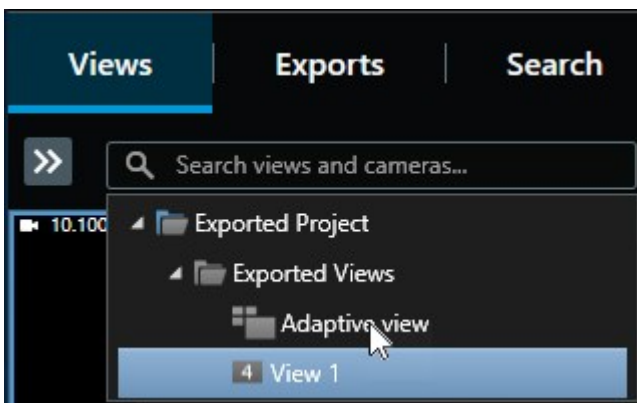 Views
Exports
Search
Search views and cameras...
10.100
Exported Project
Exported Views
Adaptive view
4 View 1